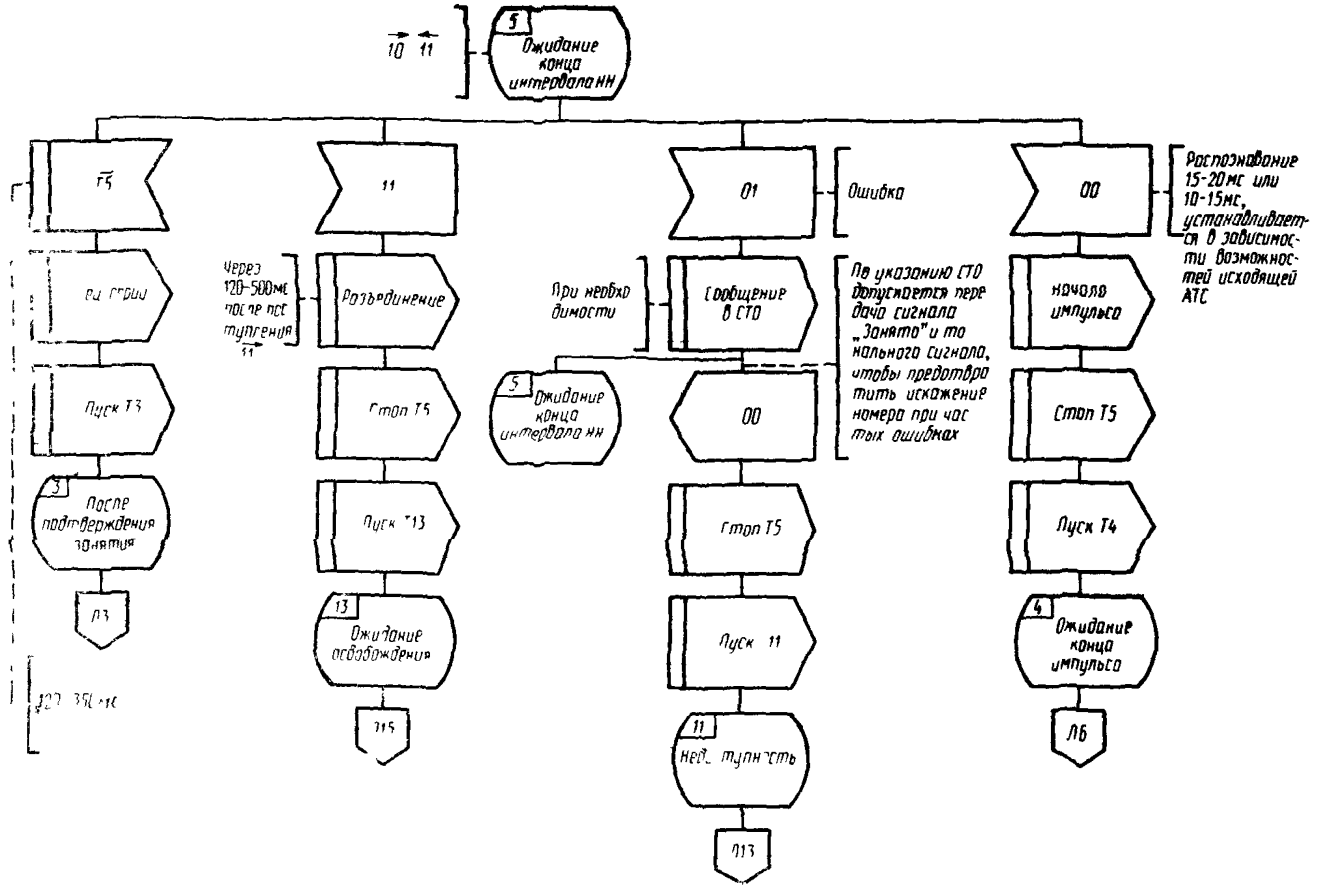 5
Ожидание
конца
интервала НН
10 11
Т5
Пуск Т3
3
После
подтверждения
занятия
Л3
11
Через
120-500мс
после
11
Разъединение
Стоп Т5
Пуск Т13
13
Ожидание
освобождения
Л15
01
Ошибка
При необхо
димости
Сообщение
в СТО
По указанию СТО
допускается пере
дача сигнала
„Занято" и то
нального сигнала,
чтобы предотвра
тить искажение
номера при час
тых ошибках
5
Ожидание
конца
интервала НН
00
Стоп Т5
Пуск 11
11
Л13
00
Распознавание
15-20мс или
10-15мс,
устанавливает-
ся в зависимос-
ти возможнос-
тей исходящей
АТС
Начало
импульса
Стоп Т5
Пуск Т4
4
Ожидание
конца
импульса
Л6